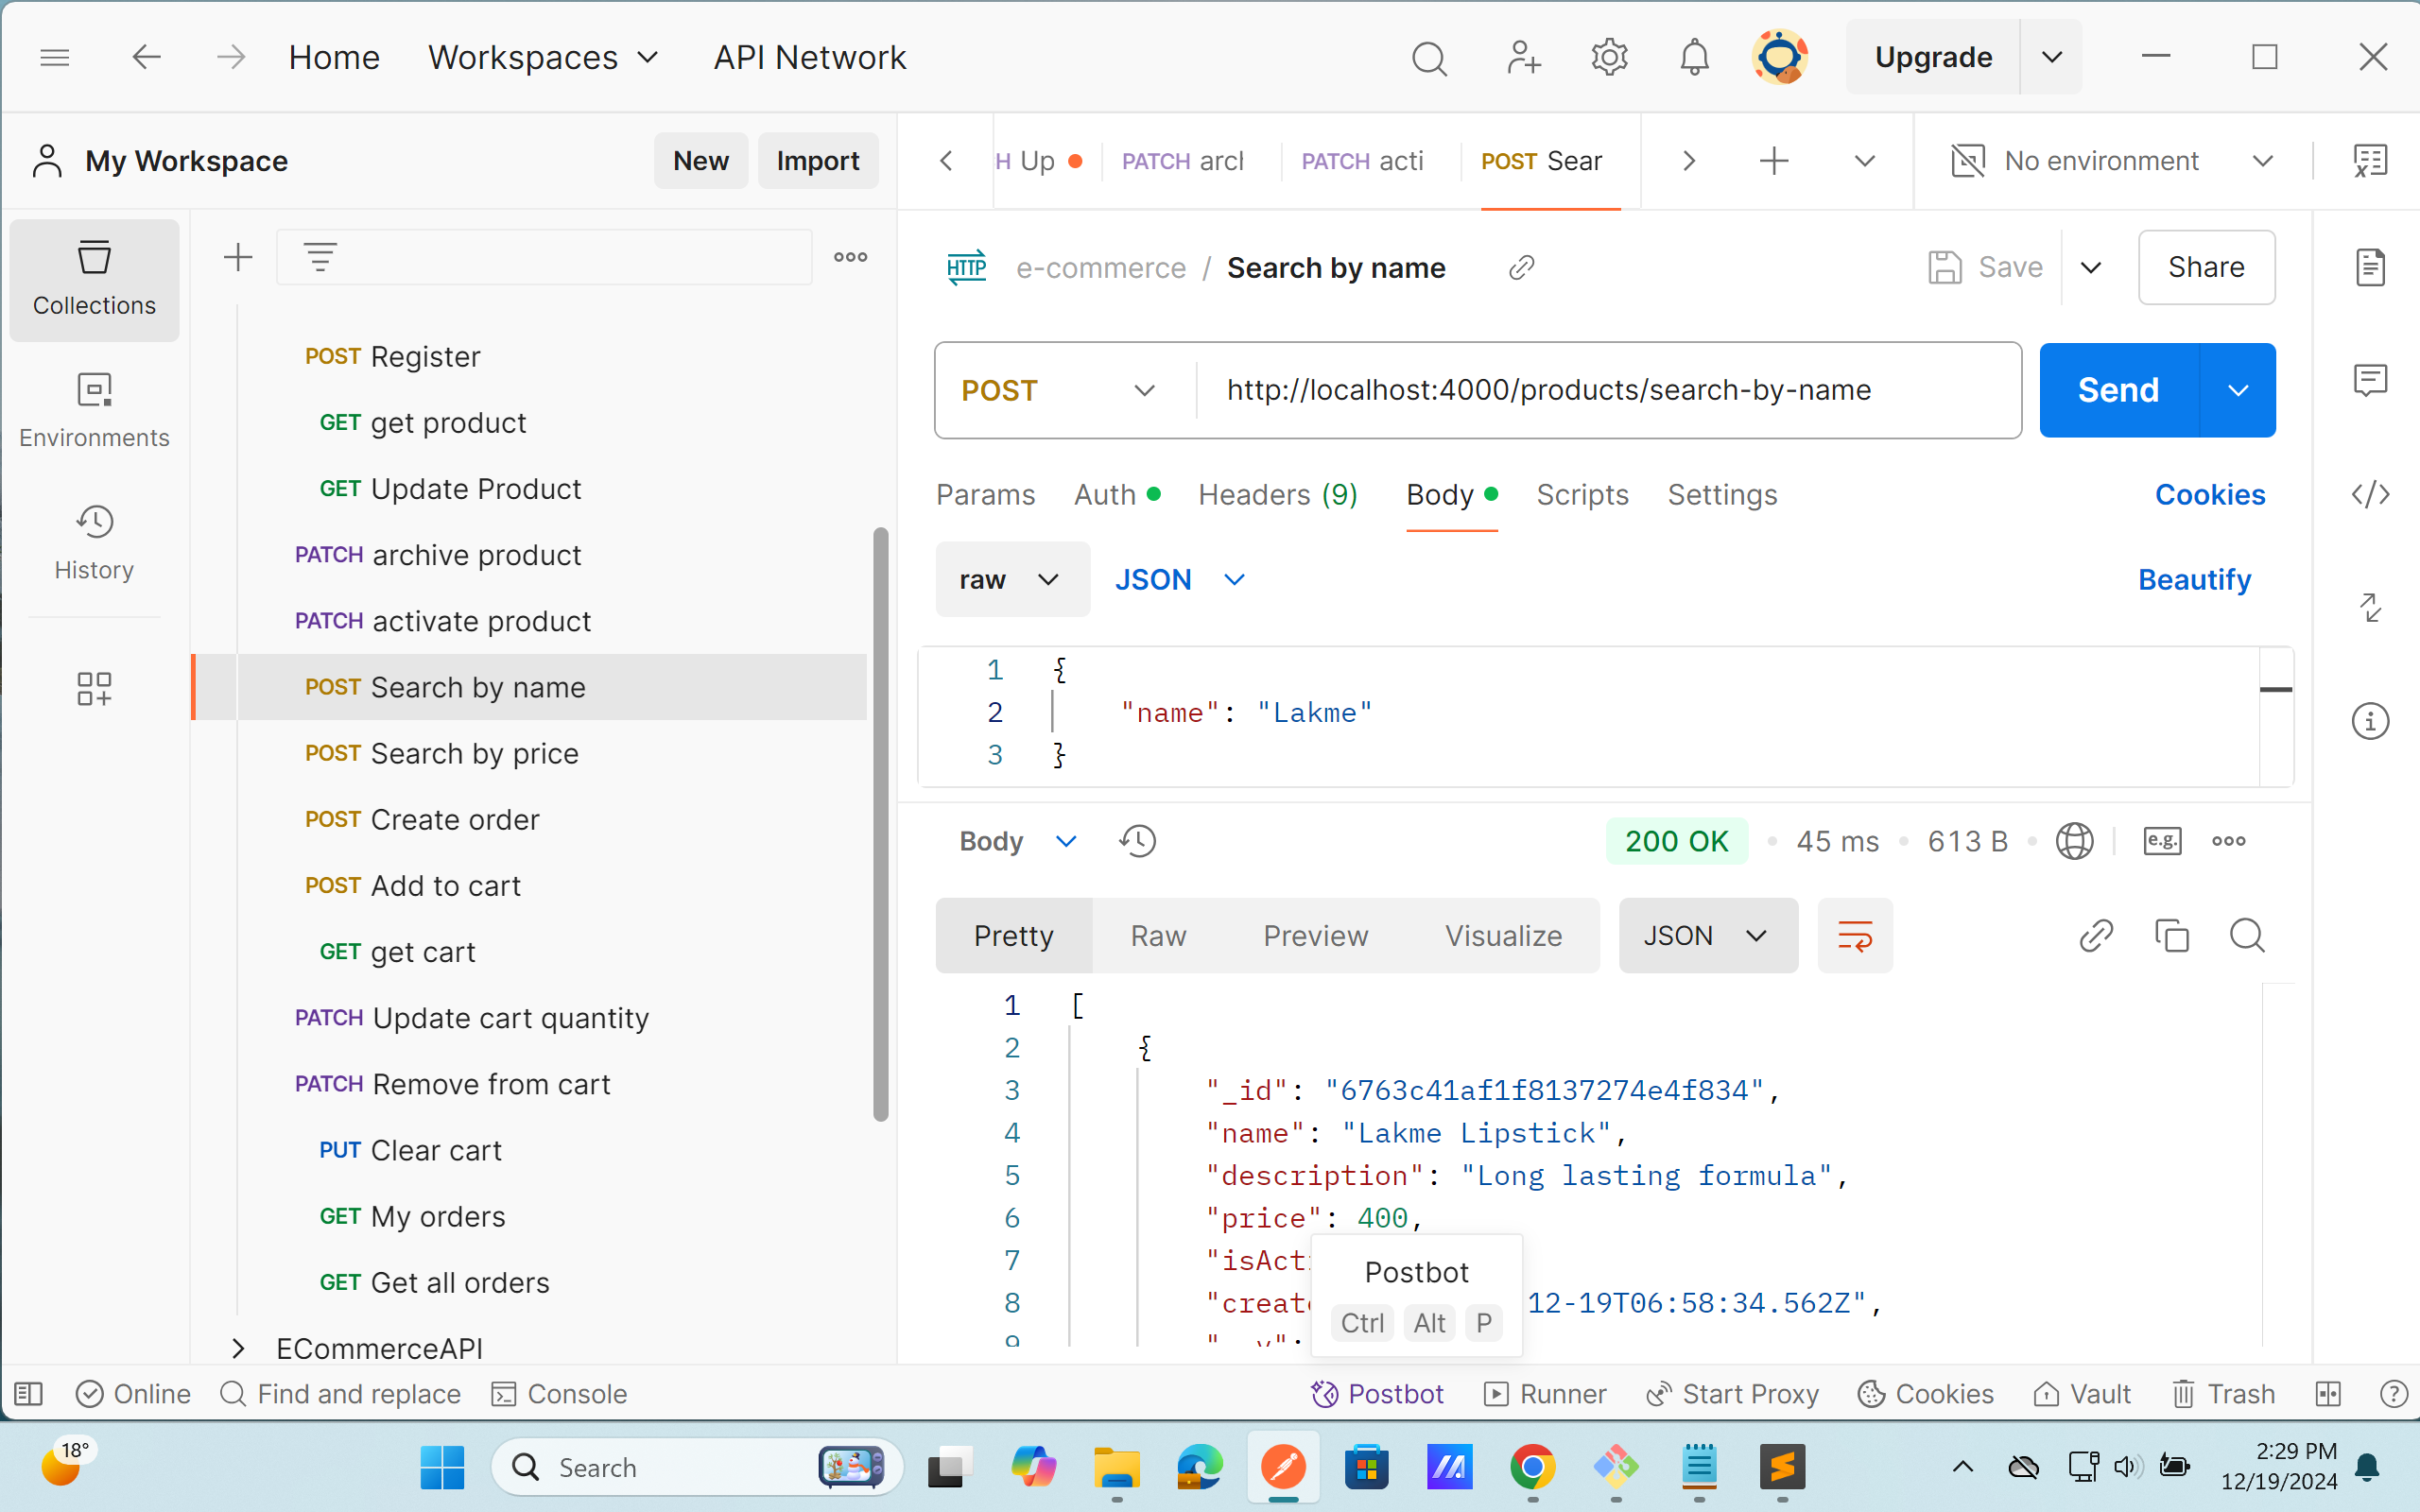 Home Workspaces API Network Upgrade
My Workspace New Import
H Up PATCH arch PATCH acti POST Sear No environment
Collections
Environments
History
POST Register
GET get product
GET Update Product
PATCH archive product
PATCH activate product
POST Search by name
POST Search by price
POST Create order
POST Add to cart
GET get cart
PATCH Update cart quantity
PATCH Remove from cart
PUT Clear cart
GET My orders
GET Get all orders
ECommerceAPI
HTTP e-commerce / Search by name Save Share
POST http://localhost:4000/products/search-by-name Send
Params Auth Headers (9) Body Scripts Settings Cookies
raw JSON Beautify
1 {
2 "name": "Lakme"
3 }
Body 200 OK 45 ms 613 B e.g.
Pretty Raw Preview Visualize JSON
1 [
2 {
3 "_id": "6763c41af1f8137274e4f834",
4 "name": "Lakme Lipstick",
5 "description": "Long lasting formula",
6 "price": 400,
7 "isAct
8 "create 12-19T06:58:34.562Z",
9 "__v":
Postbot
Ctrl Alt P
Online Find and replace Console Postbot Runner Start Proxy Cookies Vault Trash
18° Search 2:29 PM
12/19/2024